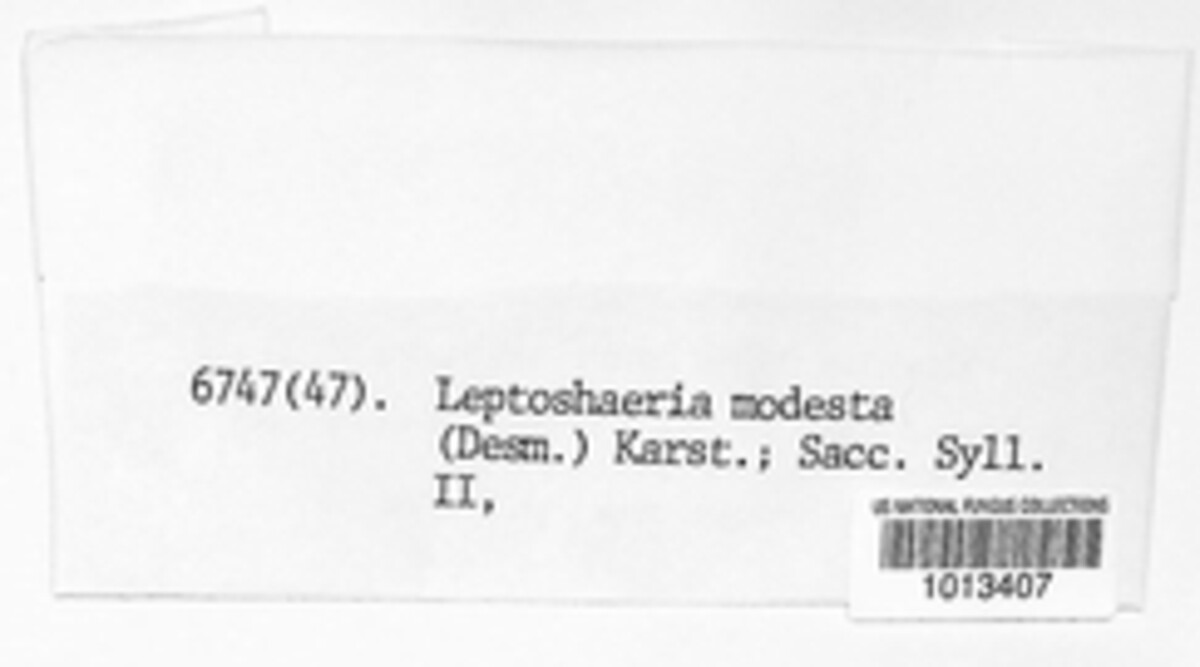 6747(47). Leptoshaeria modesta
(Desm.) Karst.; Sacc. Syll.
II,
US NATIONAL FUNGUS COLLECTIONS
1013407